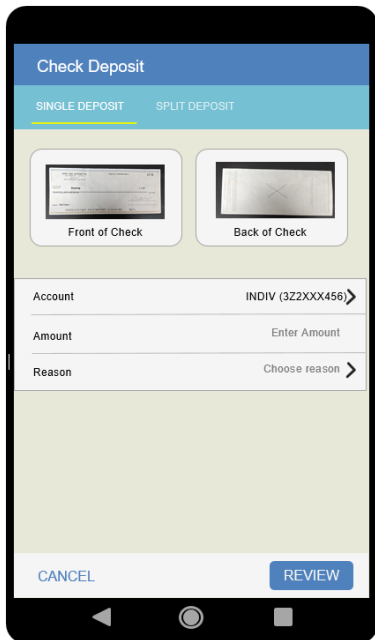 Check Deposit
SINGLE DEPOSIT SPLIT DEPOSIT
Front of Check Back of Check
Account INDIV (3Z2XXX456)
Amount Enter Amount
Reason Choose reason
CANCEL REVIEW